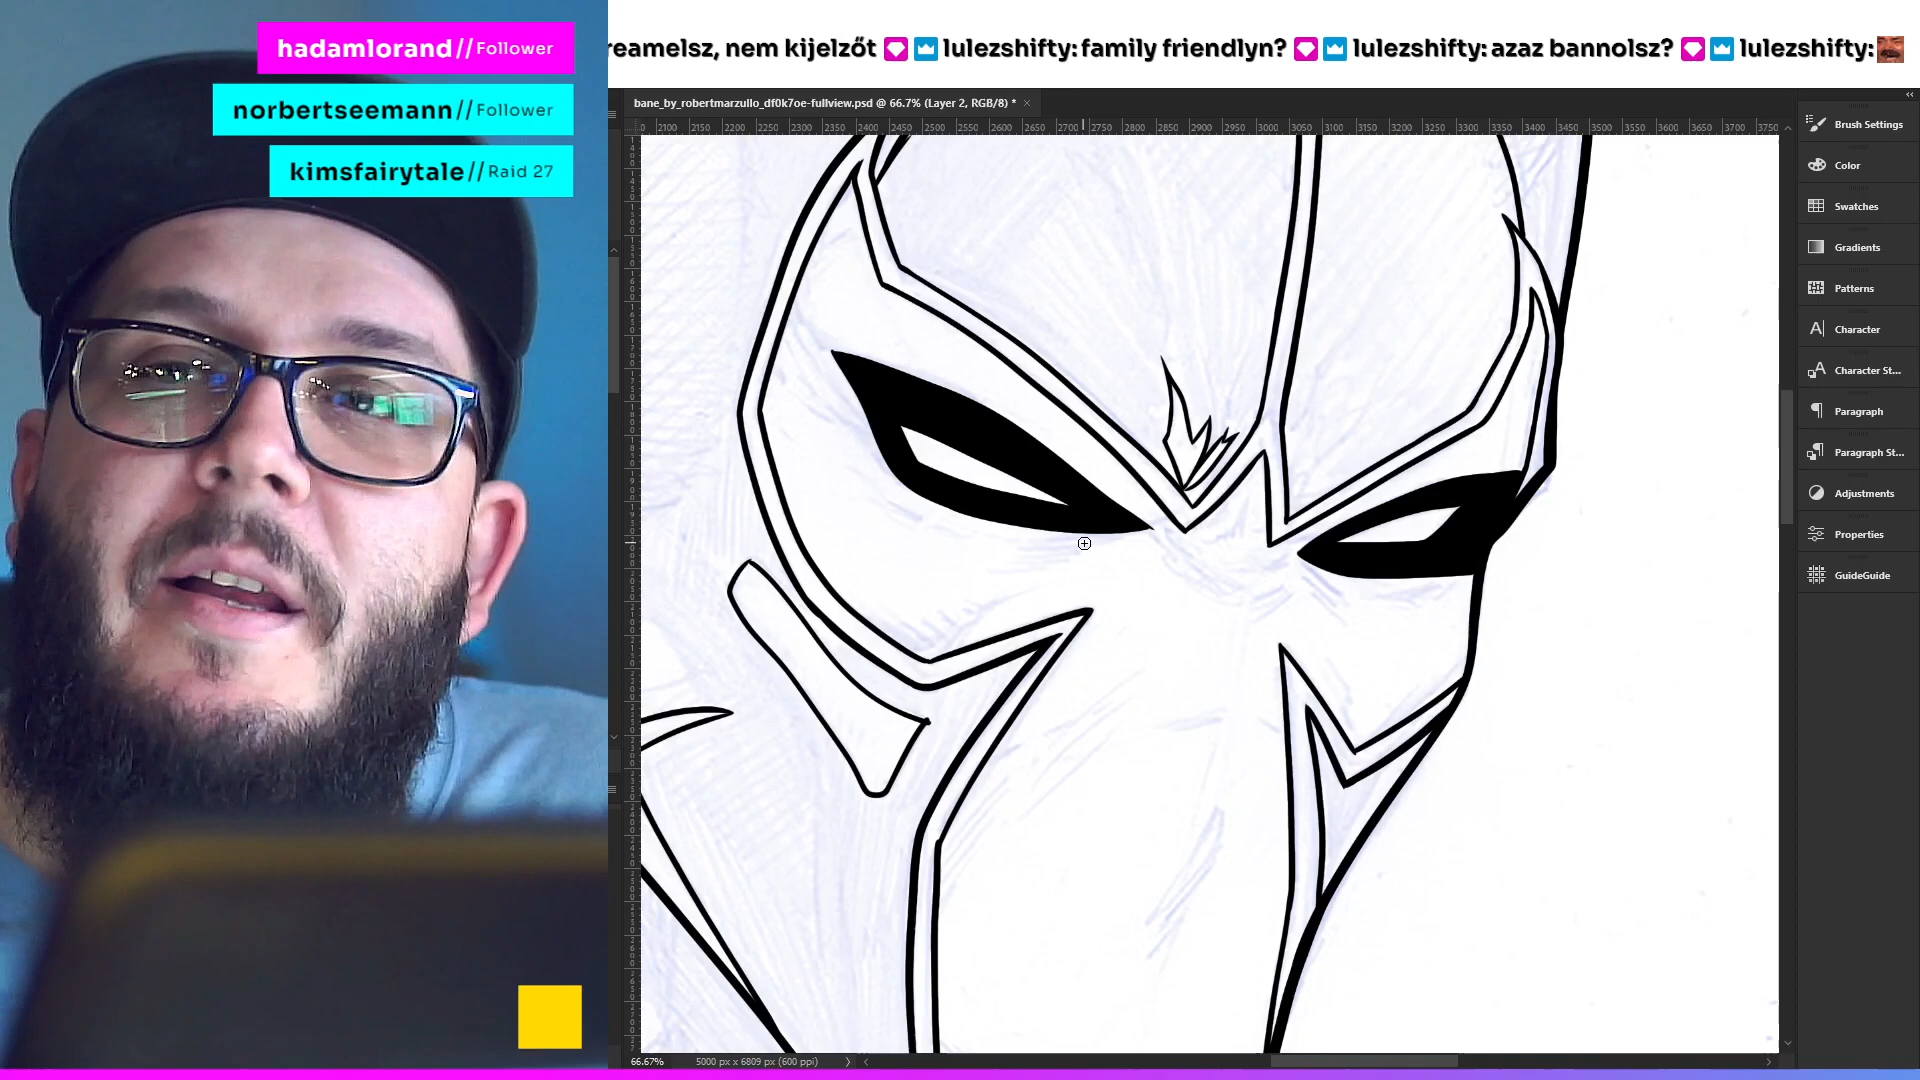 hadamlorand // Follower
norbertseemann // Follower
kimsfairytale // Raid 27
reamelsz, nem kijelzőt lulezshifty: family friendlyn? lulezshifty: azaz bannolsz? lulezshifty:
bane_by_robertmarzullo_df0k7oe-fullview.psd @ 66.7% (Layer 2, RGB/8) *
2100 2150 2200 2250 2300 2350 2400 2450 2500 2550 2600 2650 2700 2750 2800 2850 2900 2950 3000 3050 3100 3150 3200 3250 3300 3350 3400 3450 3500 3550 3600 3650 3700 3750
Brush Settings
Color
Swatches
Gradients
Patterns
Character
Character St...
Paragraph
Paragraph St...
Adjustments
Properties
GuideGuide
66.67% 5000 px x 6809 px (600 ppi)